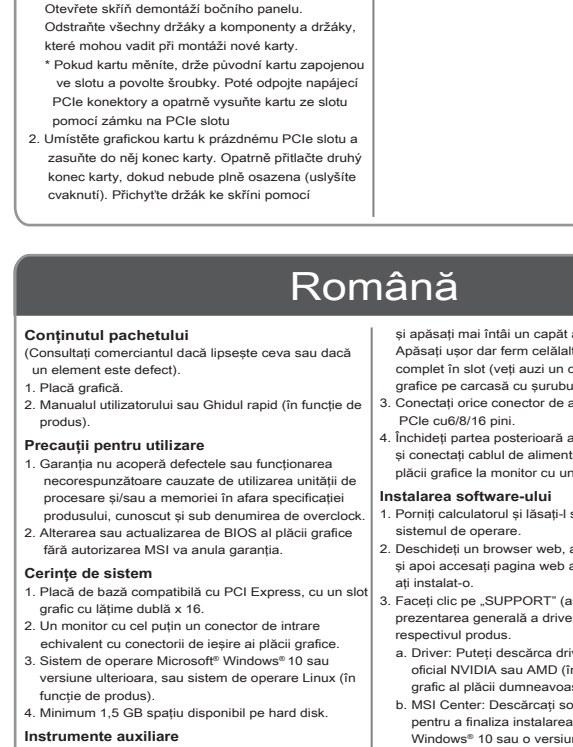 Otevřete skříň demontáží bočního panelu.
Odstraňte všechny držáky a komponenty a držáky,
které mohou vadit při montáži nové karty.
* Pokud kartu měníte, drže původní kartu zapojenou
ve slotu a povolte šroubky. Poté odpojte napájecí
PCIe konektory a opatrně vysuňte kartu ze slotu
pomocí zámku na PCIe slotu
2. Umístěte grafickou kartu k prázdnému PCIe slotu a
zasuňte do něj konec karty. Opatrně přitlačte druhý
konec karty, dokud nebude plně osazena (uslyšíte
cvaknutí). Přichyťte držák ke skříni pomocí
Română
Conținutul pachetului
(Consultați comerciantul dacă lipsește ceva sau dacă
un element este defect).
1. Placă grafică.
2. Manualul utilizatorului sau Ghidul rapid (în funcție de
produs).
Precauții pentru utilizare
1. Garanția nu acoperă defectele sau funcționarea
necorespunzătoare cauzate de utilizarea unității de
procesare și/sau a memoriei în afara specificației
produsului, cunoscut și sub denumirea de overclock.
2. Alterarea sau actualizarea de BIOS al plăcii grafice
fără autorizarea MSI va anula garanția.
Cerințe de sistem
1. Placă de bază compatibilă cu PCI Express, cu un slot
grafic cu lățime dublă x 16.
2. Un monitor cu cel puțin un conector de intrare
echivalent cu conectorii de ieșire ai plăcii grafice.
3. Sistem de operare Microsoft® Windows® 10 sau
versiune ulterioara, sau sistem de operare Linux (în
funcție de produs).
4. Minimum 1,5 GB spațiu disponibil pe hard disk.
Instrumente auxiliare
și apăsați mai întâi un capăt
Apăsați ușor dar ferm
complet în slot (veți auzi un
grafice pe carcasă cu
3. Conectați orice conector de
PCIe cu6/8/16 pini.
4. Închideți partea posterioară
și conectați cablul de
plăcii grafice la monitor cu
Instalarea software-ului
1. Porniți calculatorul și lăsați-l
sistemul de operare.
2. Deschideți un browser web,
și apoi accesați pagina web
ați instalat-o.
3. Faceți clic pe „SUPPORT”
prezentarea generală a
respectivul produs.
a. Driver: Puteți descărca
oficial NVIDIA sau AMD
grafic al plăcii
b. MSI Center: Descărcați
pentru a finaliza instalarea
Windows® 10 sau o